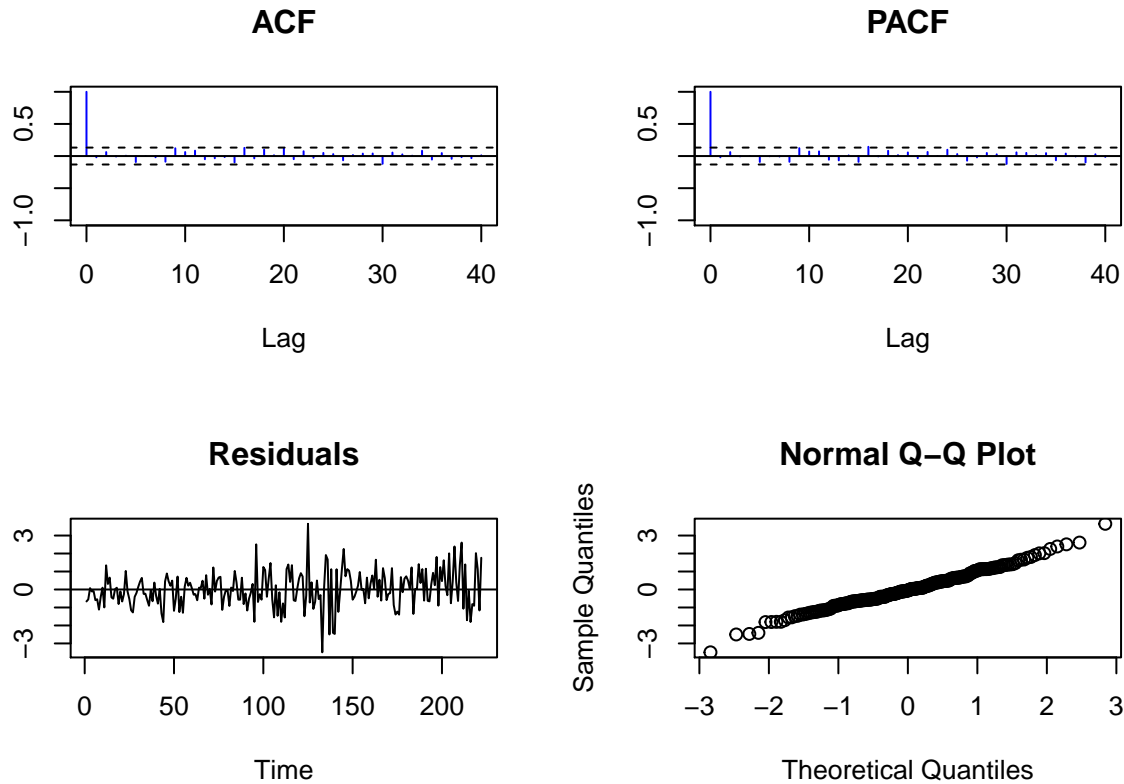 ACF
0.5
−1.0
0 10 20 30 40
Lag
PACF
0.5
−1.0
0 10 20 30 40
Lag
Residuals
3
0
−3
0 50 100 150 200
Time
Normal Q−Q Plot
Sample Quantiles
3
0
−3
−3 −2 −1 0 1 2 3
Theoretical Quantiles